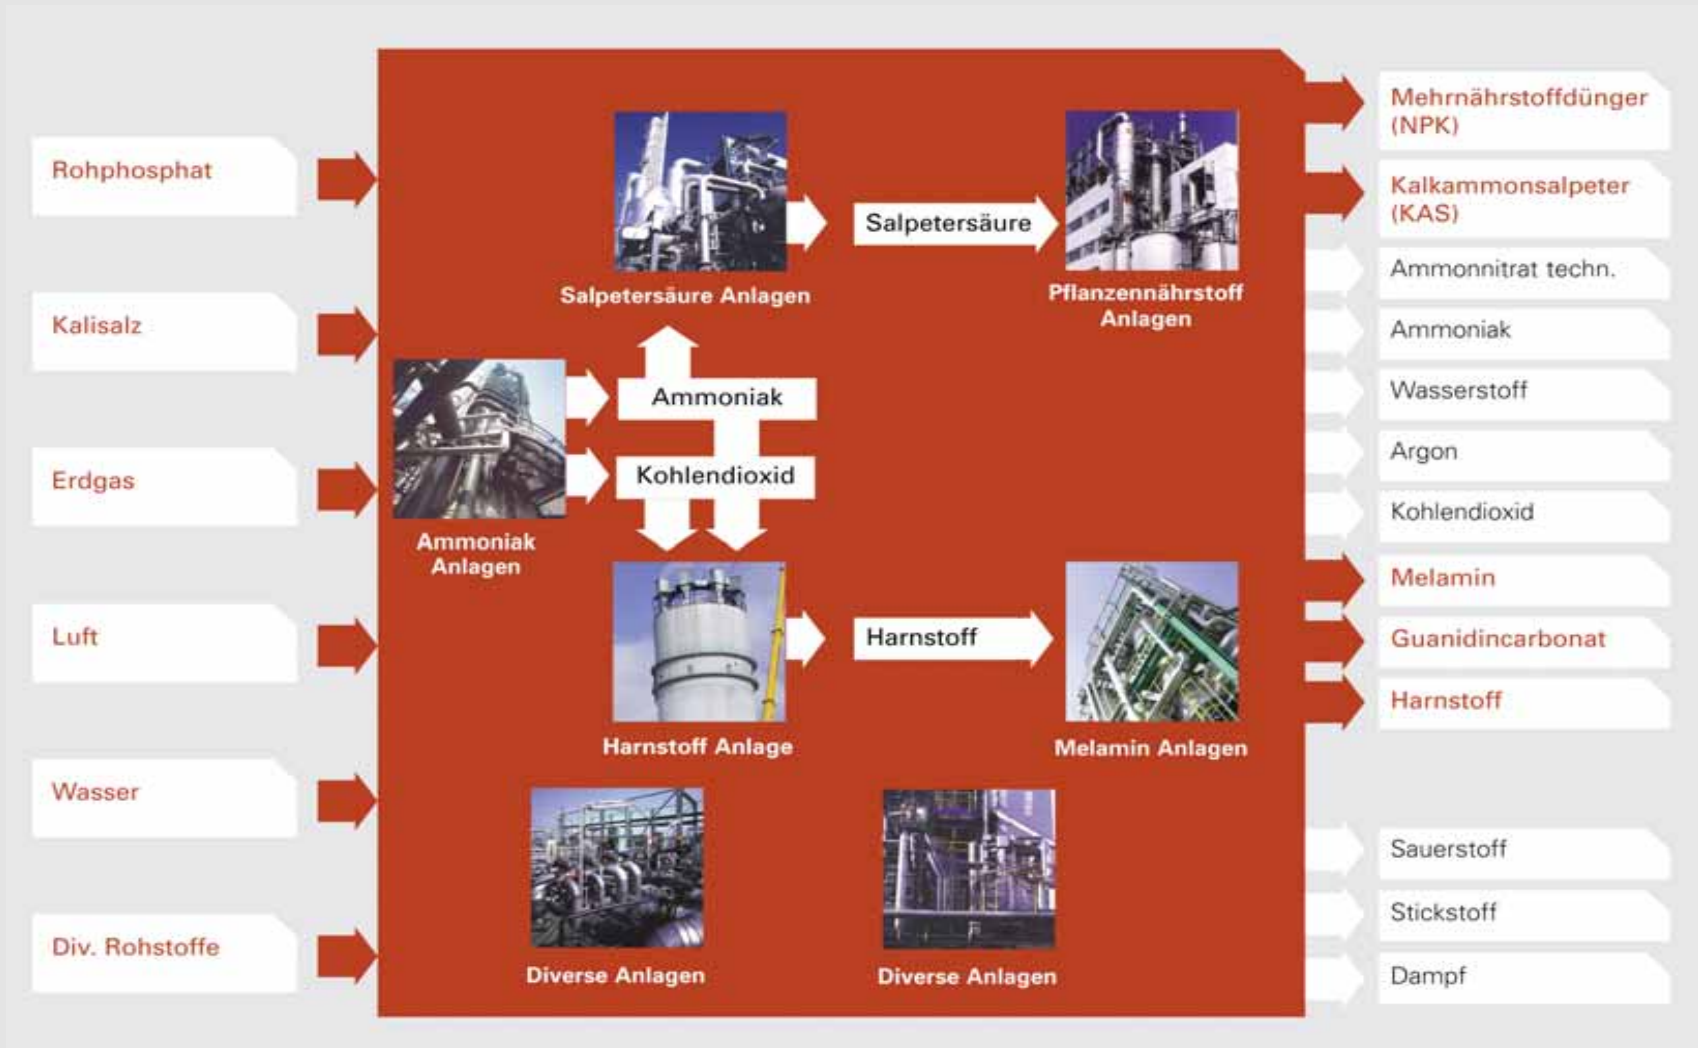 Rohphosphat
Kalisalz
Erdgas
Luft
Wasser
Div. Rohstoffe
Salpetersäure Anlagen
Salpetersäure
Pflanzennährstoff
Anlagen
Ammoniak
Kohlendioxid
Ammoniak
Anlagen
Harnstoff Anlage
Harnstoff
Melamin Anlagen
Diverse Anlagen
Diverse Anlagen
Mehrnährstoffdünger
(NPK)
Kalkammonsalpeter
(KAS)
Ammonnitrat techn.
Ammoniak
Wasserstoff
Argon
Kohlendioxid
Melamin
Guanidincarbonat
Harnstoff
Sauerstoff
Stickstoff
Dampf